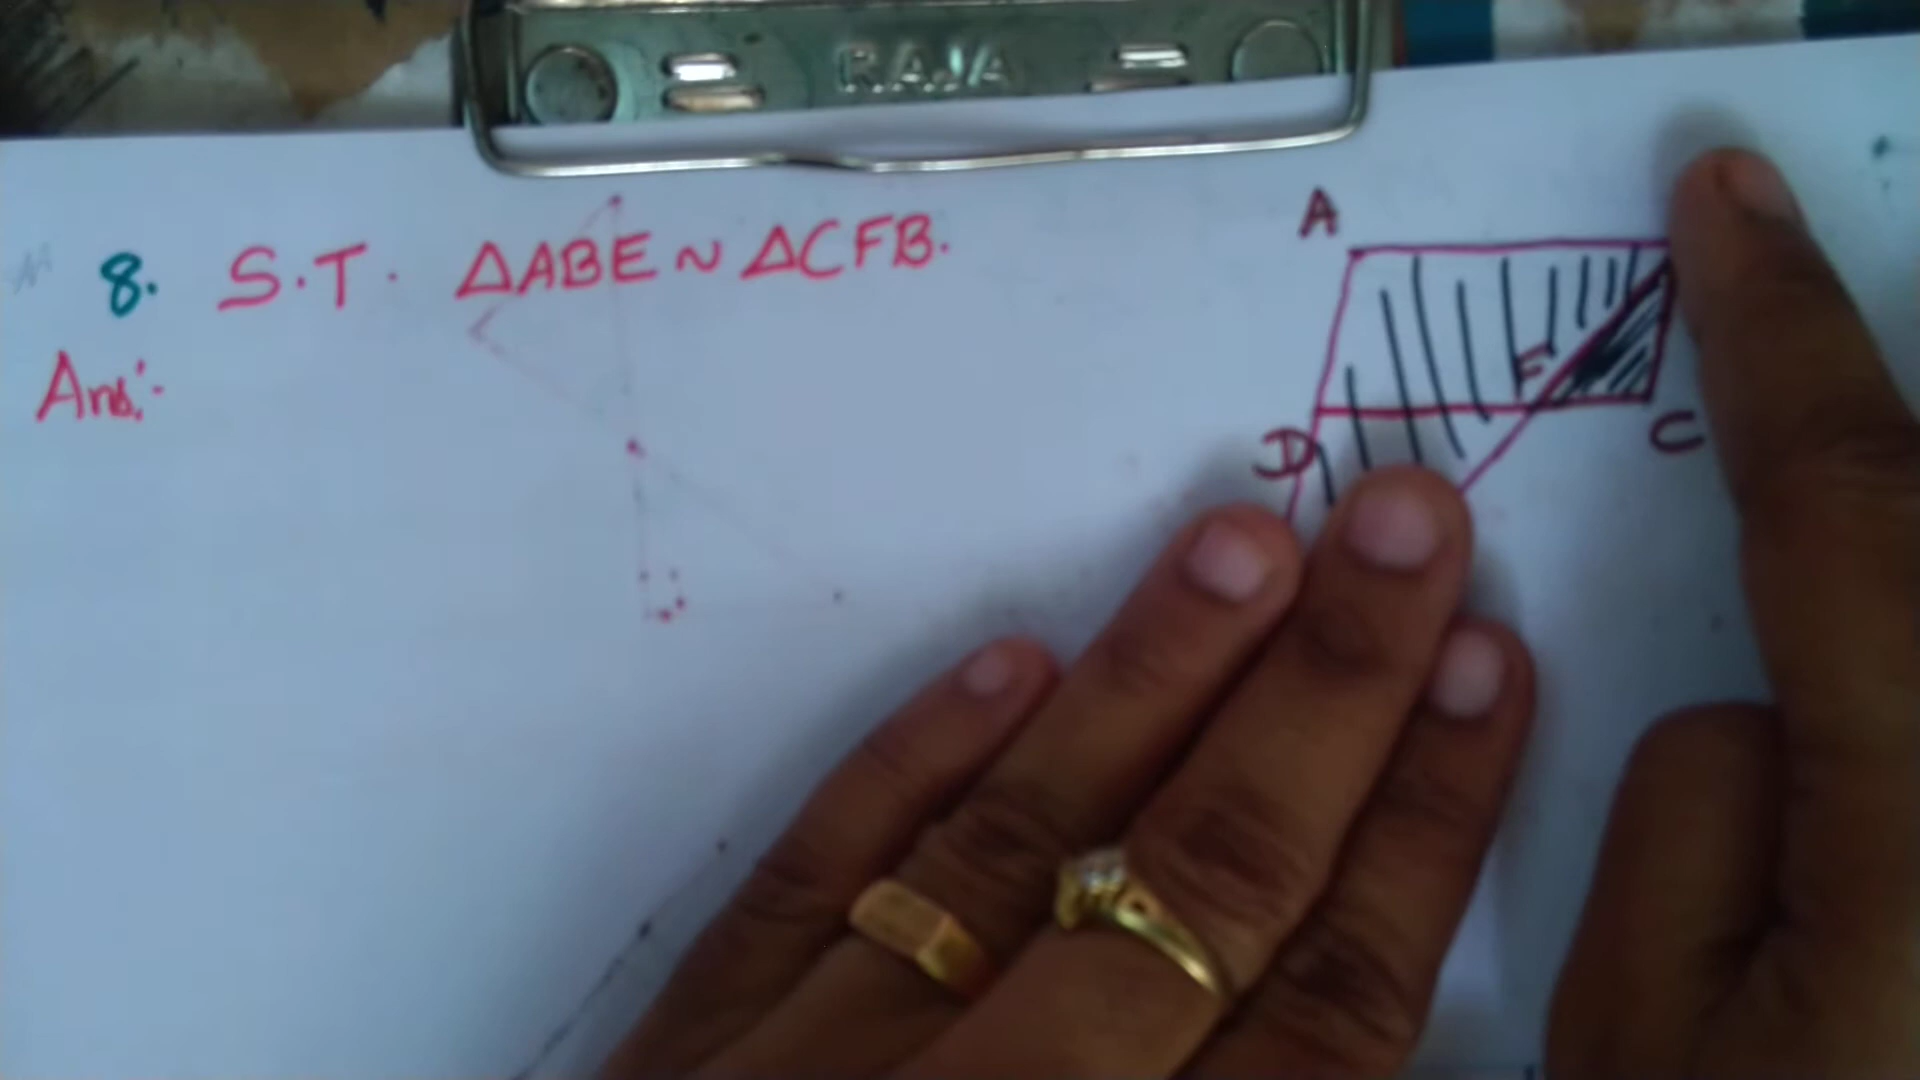 RAJA
8. S.T. ΔABE ~ ΔCFB.
Ans:-
A
F
D
C